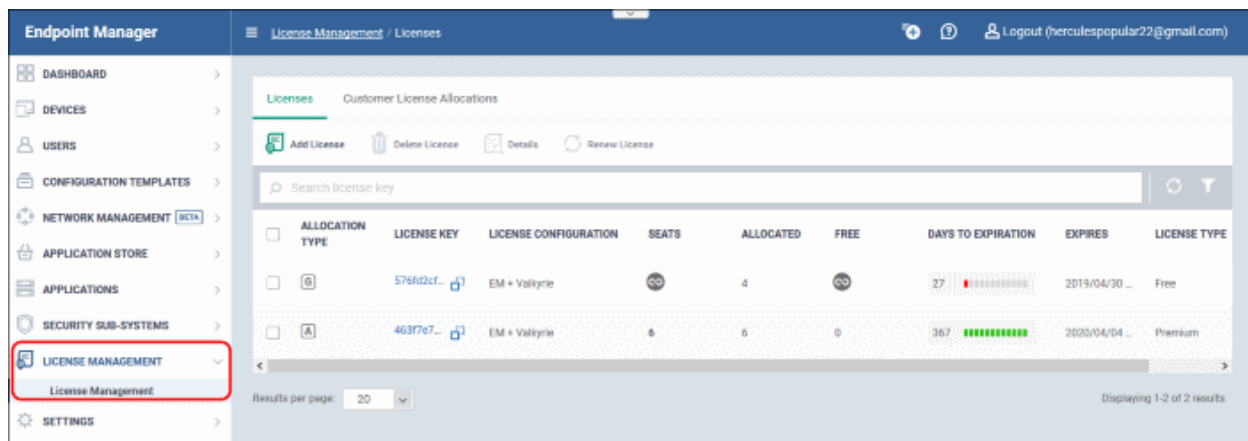 Endpoint Manager
License Management / Licenses
Logout (herculespopular22@gmail.com)
DASHBOARD
DEVICES
USERS
CONFIGURATION TEMPLATES
NETWORK MANAGEMENT BETA
APPLICATION STORE
APPLICATIONS
SECURITY SUB-SYSTEMS
LICENSE MANAGEMENT
License Management
SETTINGS
Licenses Customer License Allocations
Add License Delete License Details Renew License
Search license key
ALLOCATION TYPE LICENSE KEY LICENSE CONFIGURATION SEATS ALLOCATED FREE DAYS TO EXPIRATION EXPIRES LICENSE TYPE
G 576fd2cf... EM + Valkyrie 4 27 2019/04/30 ... Free
A 463f7e7... EM + Valkyrie 6 6 0 367 2020/04/04 ... Premium
Results per page: 20 Displaying 1-2 of 2 results